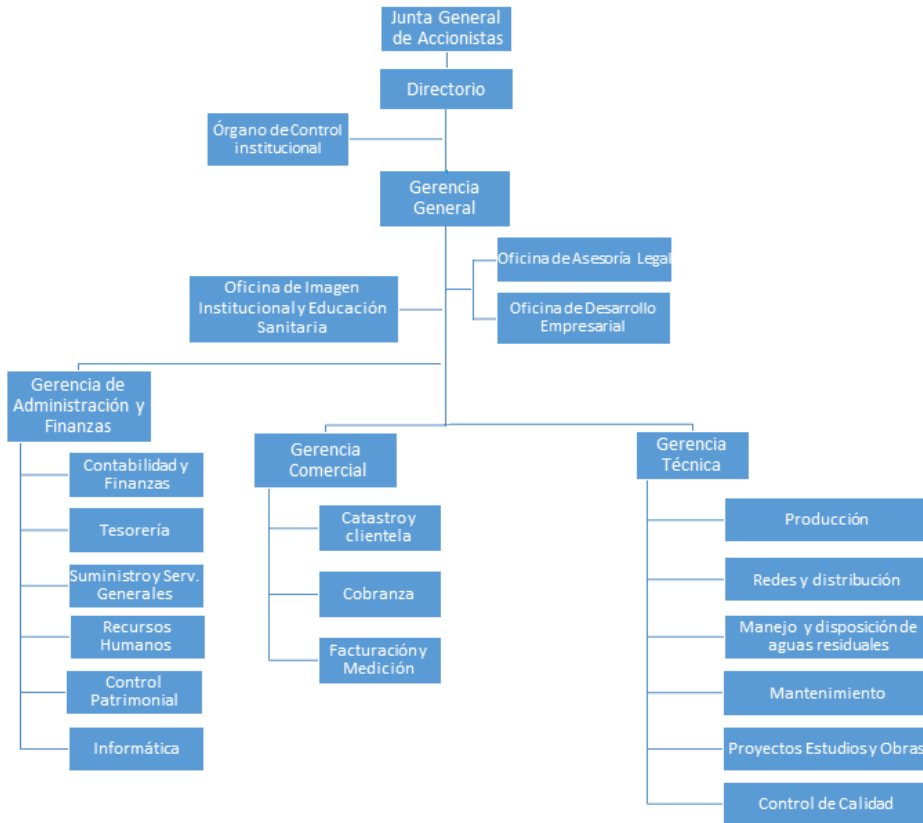 Junta General
de Accionistas
Directorio
Órgano de Control
institucional
Gerencia
General
Oficina de Asesoría Legal
Oficina de Imagen
Institucional y Educación
Sanitaria
Oficina de Desarrollo
Empresarial
Gerencia de
Administración y
Finanzas
Contabilidad y
Finanzas
Tesorería
Suministro y Serv.
Generales
Recursos
Humanos
Control
Patrimonial
Informática
Gerencia
Comercial
Catastro y
clientela
Cobranza
Facturación y
Medición
Gerencia
Técnica
Producción
Redes y distribución
Manejo y disposición de
aguas residuales
Mantenimiento
Proyectos Estudios y Obras
Control de Calidad